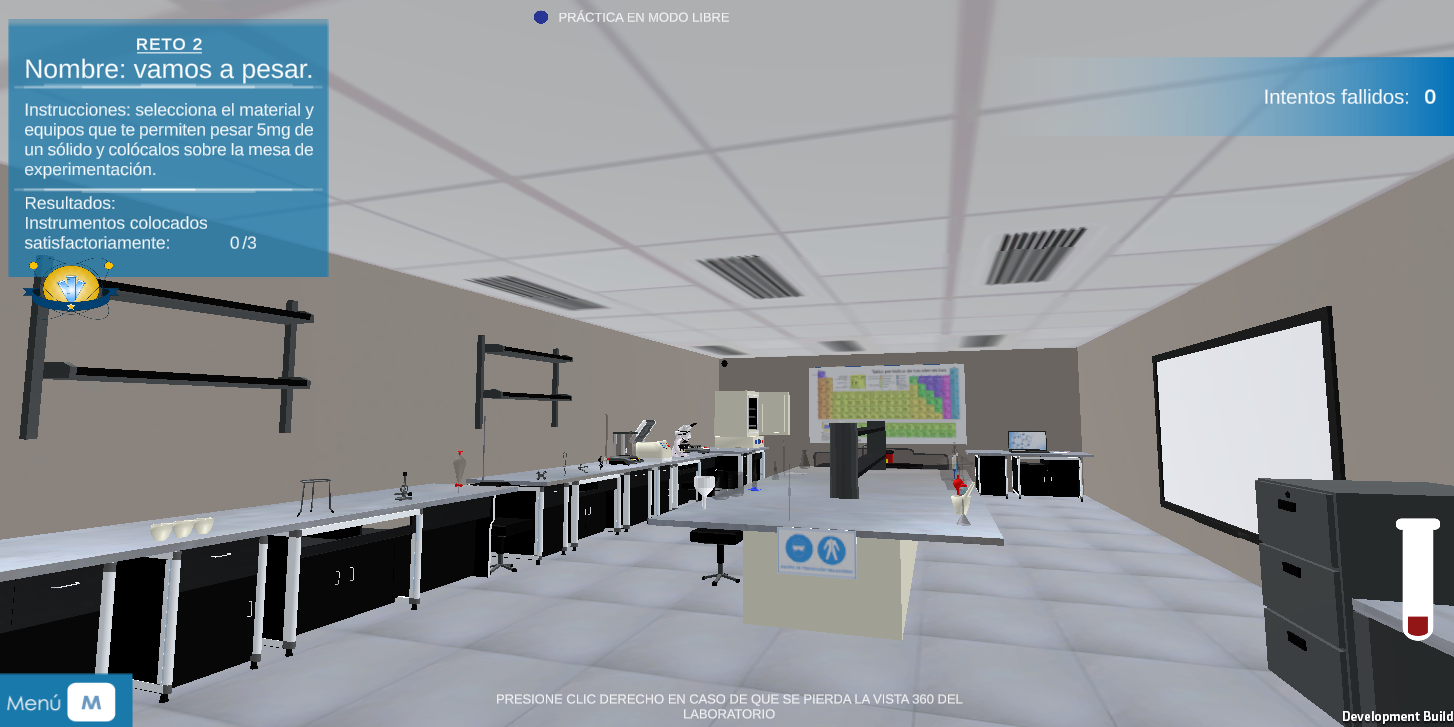 PRÁCTICA EN MODO LIBRE
RETO 2
Nombre: vamos a pesar.
Instrucciones: selecciona el material y
equipos que te permiten pesar 5mg de
un sólido y colócalos sobre la mesa de
experimentación.
Resultados:
Instrumentos colocados
satisfactoriamente: 0/3
Intentos fallidos: 0
Menú M
PRESIONE CLIC DERECHO EN CASO DE QUE SE PIERDA LA VISTA 360 DEL
LABORATORIO
Development Build